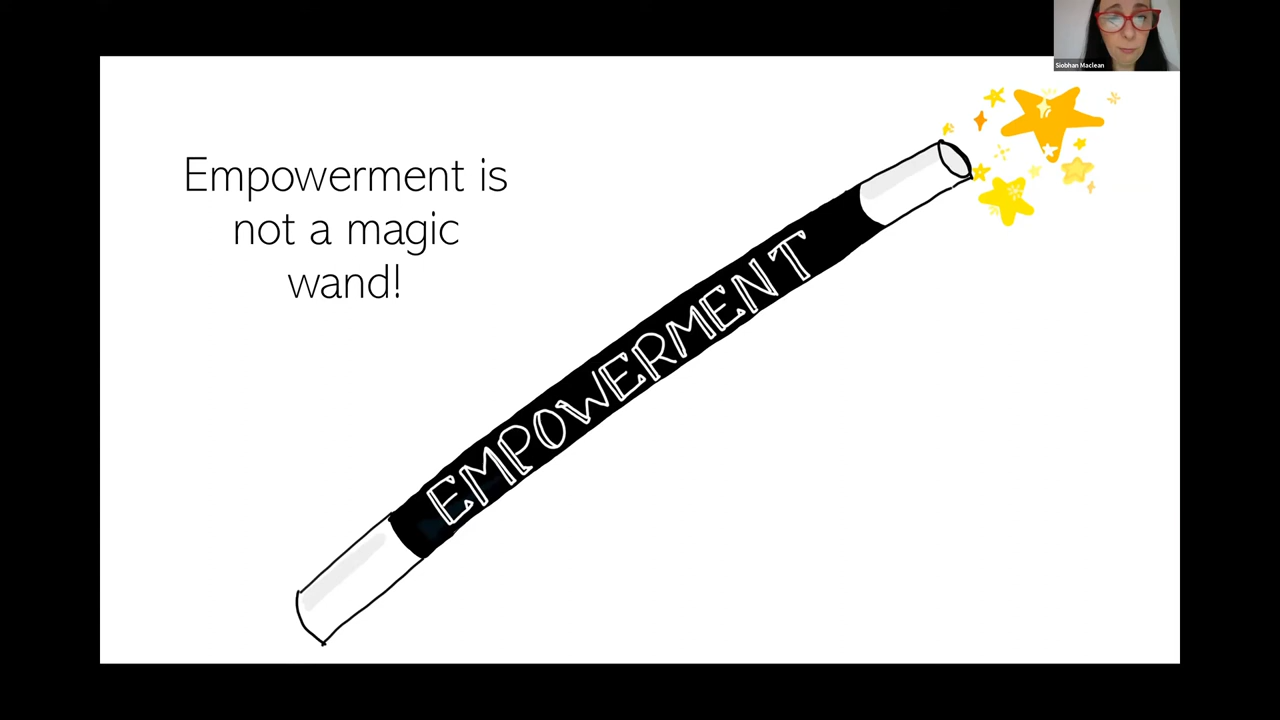 Siobhan Maclean
Empowerment is
not a magic
wand!
EMPOWERMENT